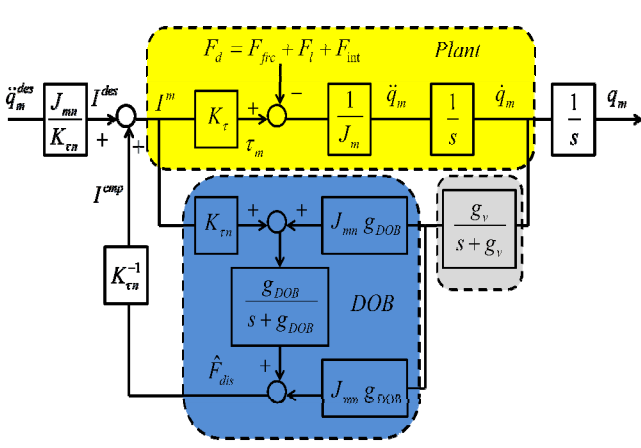 F_d = F_frc + F_l + F_int
Plant
q̈_m^des
J_mn / K_τn
I^des
+
+
I^m
K_τ
+
τ_m
−
1 / J_m
q̈_m
1 / s
q̇_m
1 / s
q_m
I^cmp
K_τn^-1
K_τn
+
+
J_mn g_DOB
g_v / (s + g_v)
g_DOB / (s + g_DOB)
DOB
F̂_dis
+
J_mn g_DOB